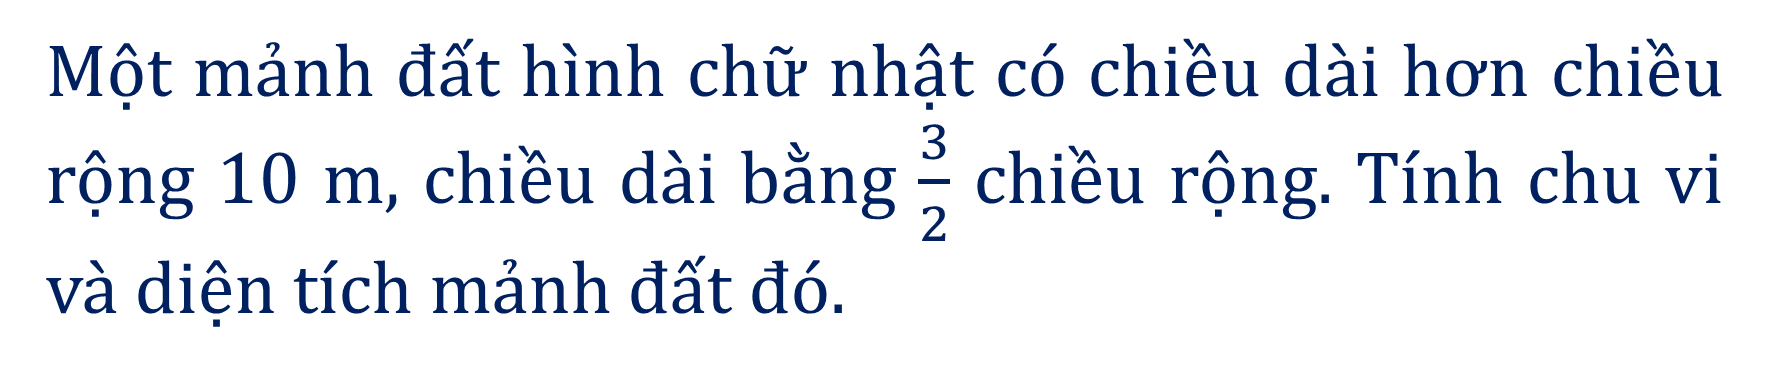 Một mảnh đất hình chữ nhật có chiều dài hơn chiều
rộng 10 m, chiều dài bằng 3/2 chiều rộng. Tính chu vi
và diện tích mảnh đất đó.